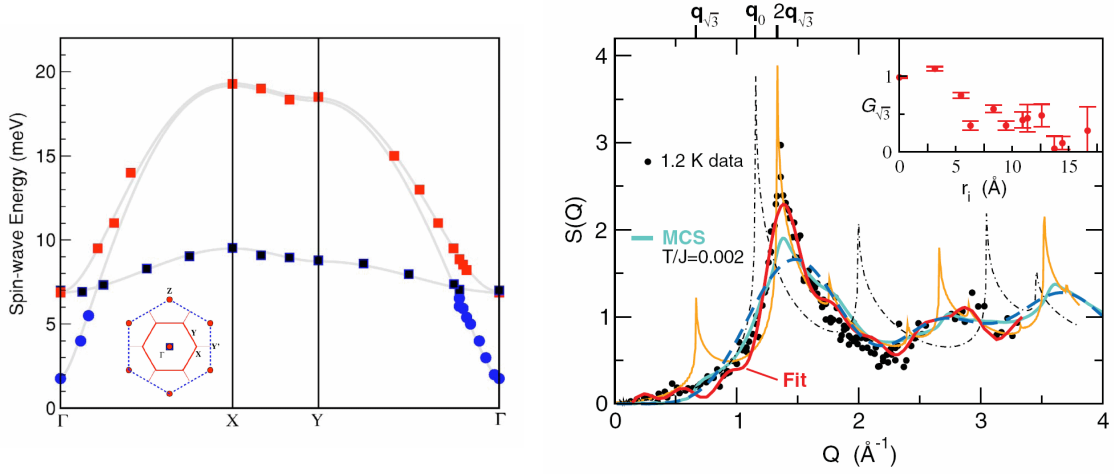 Spin-wave Energy (meV)
20
15
10
5
0
Γ
X
Y
Γ
Z
Y
Γ
X
Y'
q√3
q0
2q√3
S(Q)
4
3
2
1
0
0
1
2
3
4
Q (Å-1)
1.2 K data
MCS
T/J=0.002
Fit
G√3
1
0
0
5
10
15
ri (Å)